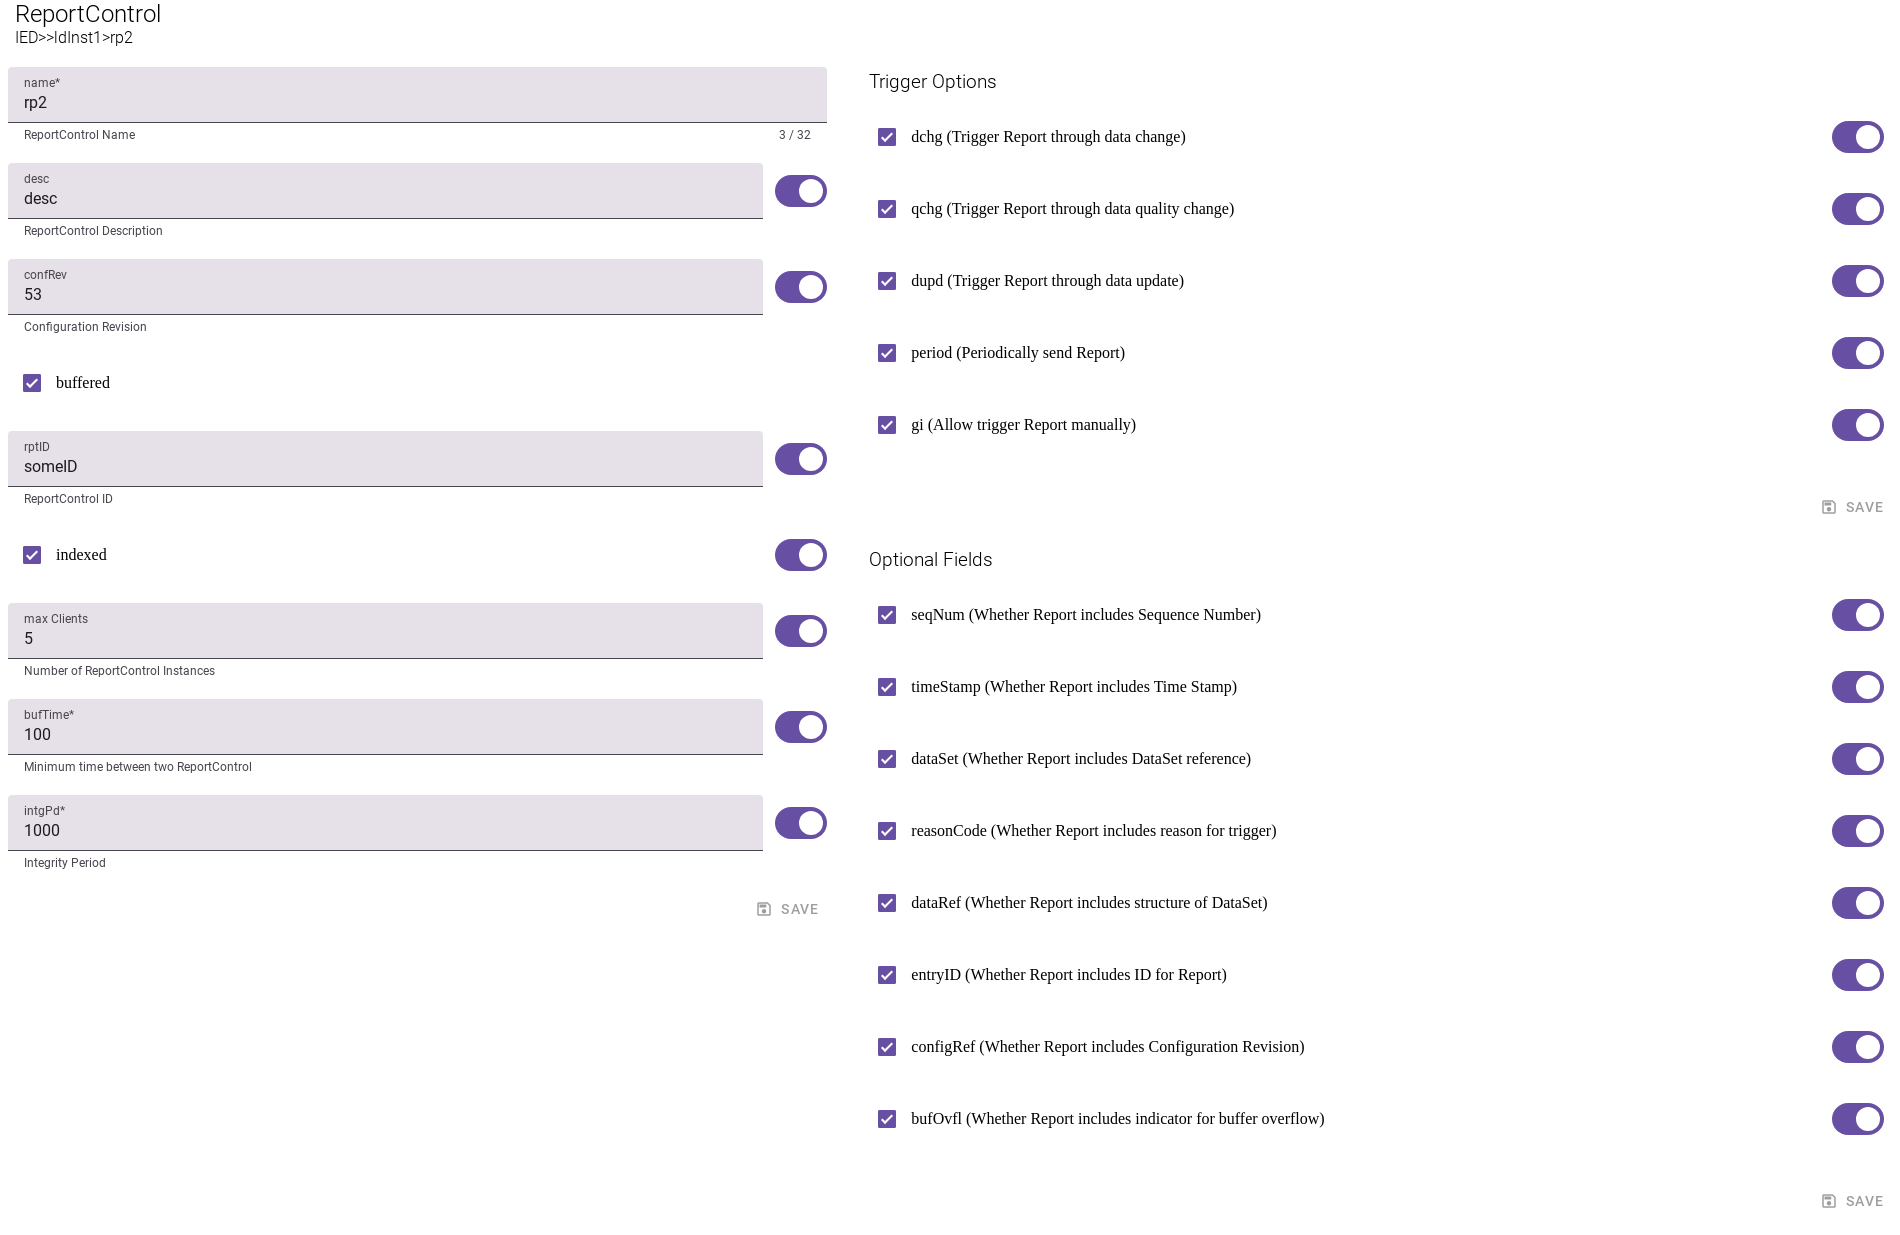 ReportControl
IED>>ldInst1>rp2
name*
rp2
ReportControl Name
3 / 32
desc
desc
ReportControl Description
confRev
53
Configuration Revision
buffered
rptID
someID
ReportControl ID
indexed
max Clients
5
Number of ReportControl Instances
bufTime*
100
Minimum time between two ReportControl
intgPd*
1000
Integrity Period
SAVE
Trigger Options
dchg (Trigger Report through data change)
qchg (Trigger Report through data quality change)
dupd (Trigger Report through data update)
period (Periodically send Report)
gi (Allow trigger Report manually)
SAVE
Optional Fields
seqNum (Whether Report includes Sequence Number)
timeStamp (Whether Report includes Time Stamp)
dataSet (Whether Report includes DataSet reference)
reasonCode (Whether Report includes reason for trigger)
dataRef (Whether Report includes structure of DataSet)
entryID (Whether Report includes ID for Report)
configRef (Whether Report includes Configuration Revision)
bufOvfl (Whether Report includes indicator for buffer overflow)
SAVE